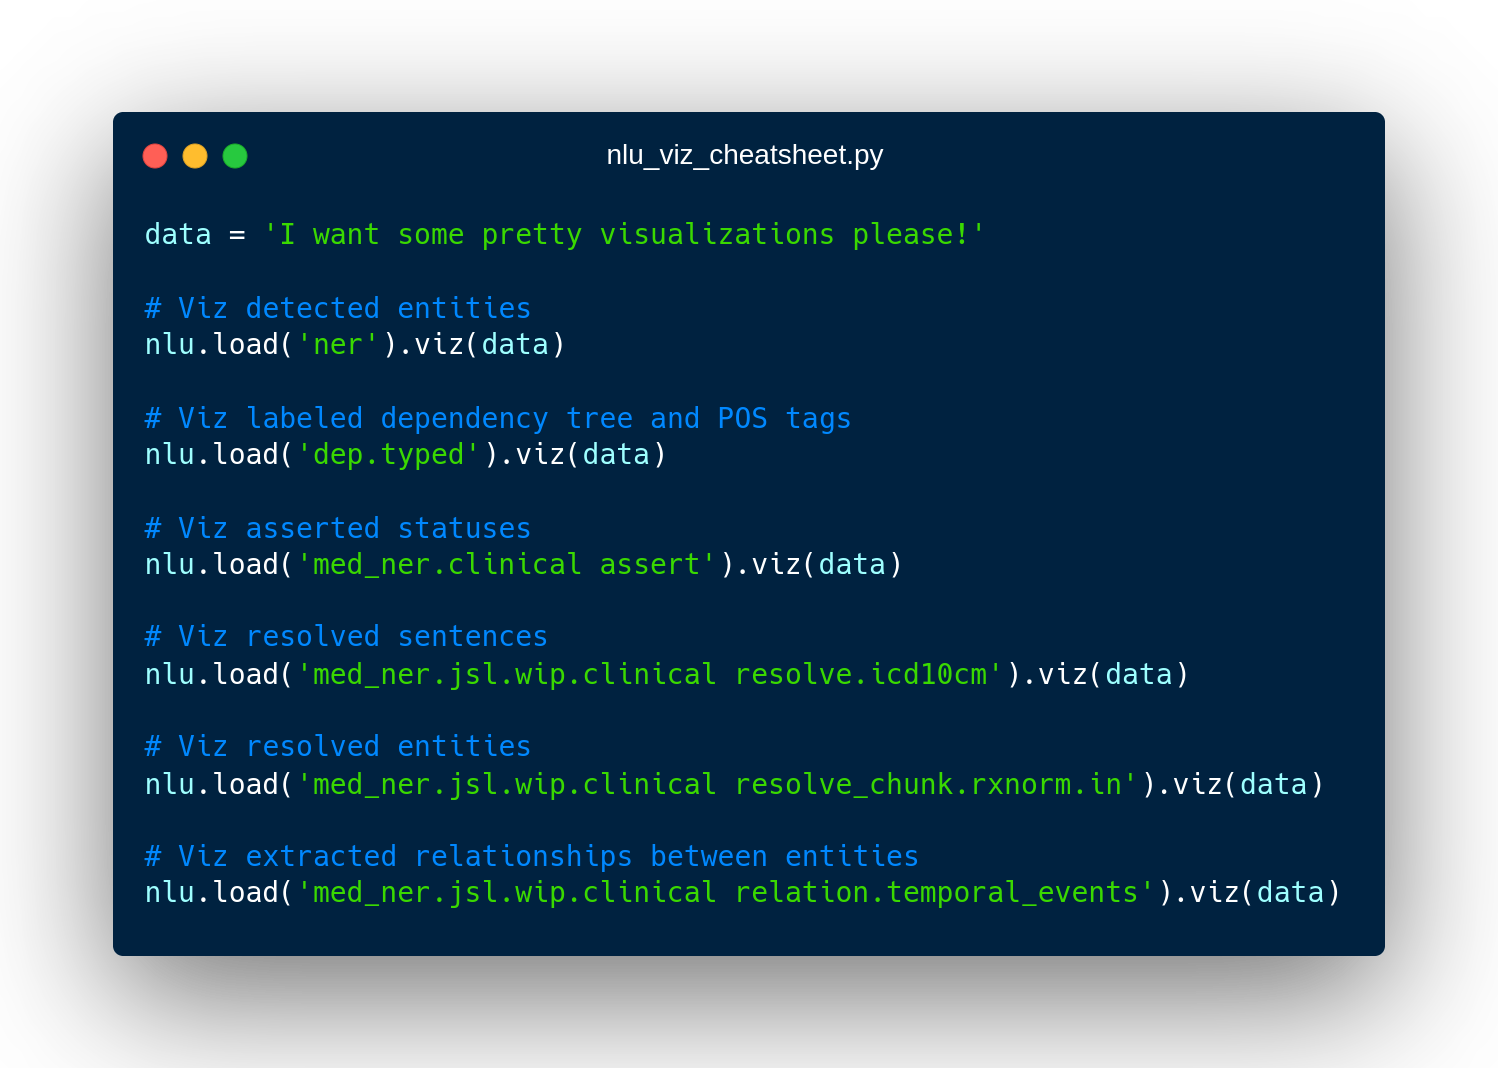 nlu_viz_cheatsheet.py
data = 'I want some pretty visualizations please!'
# Viz detected entities
nlu.load('ner').viz(data)
# Viz labeled dependency tree and POS tags
nlu.load('dep.typed').viz(data)
# Viz asserted statuses
nlu.load('med_ner.clinical assert').viz(data)
# Viz resolved sentences
nlu.load('med_ner.jsl.wip.clinical resolve.icd10cm').viz(data)
# Viz resolved entities
nlu.load('med_ner.jsl.wip.clinical resolve_chunk.rxnorm.in').viz(data)
# Viz extracted relationships between entities
nlu.load('med_ner.jsl.wip.clinical relation.temporal_events').viz(data)